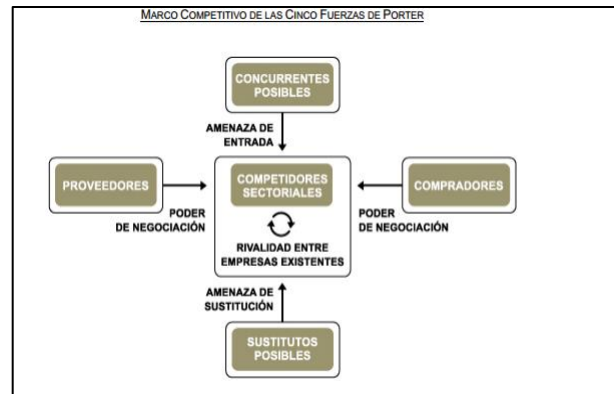 MARCO COMPETITIVO DE LAS CINCO FUERZAS DE PORTER
CONCURRENTES
POSIBLES
AMENAZA DE
ENTRADA
PROVEEDORES
COMPETIDORES
SECTORIALES
COMPRADORES
PODER
DE NEGOCIACIÓN
PODER
DE NEGOCIACIÓN
RIVALIDAD ENTRE
EMPRESAS EXISTENTES
AMENAZA DE
SUSTITUCIÓN
SUSTITUTOS
POSIBLES